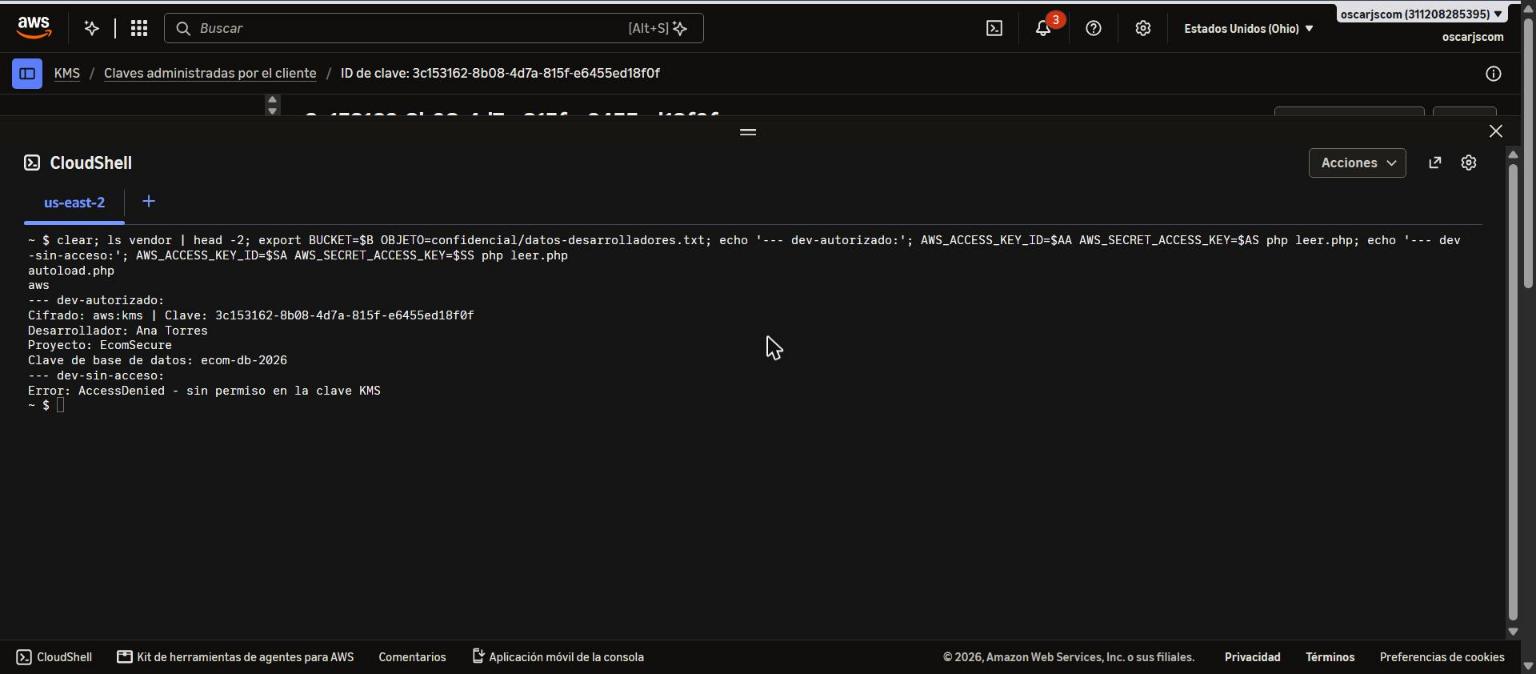 oscarjscom (311208285395) ▼
aws
Buscar [Alt+S]
3
Estados Unidos (Ohio) ▼
oscarjscom
KMS / Claves administradas por el cliente / ID de clave: 3c153162-8b08-4d7a-815f-e6455ed18f0f
CloudShell
Acciones
us-east-2 +
~ $ clear; ls vendor | head -2; export BUCKET=$B OBJETO=confidencial/datos-desarrolladores.txt; echo '--- dev-autorizado:'; AWS_ACCESS_KEY_ID=$AA AWS_SECRET_ACCESS_KEY=$AS php leer.php; echo '--- dev
-sin-acceso:'; AWS_ACCESS_KEY_ID=$SA AWS_SECRET_ACCESS_KEY=$SS php leer.php
autoload.php
aws
--- dev-autorizado:
Cifrado: aws:kms | Clave: 3c153162-8b08-4d7a-815f-e6455ed18f0f
Desarrollador: Ana Torres
Proyecto: EcomSecure
Clave de base de datos: ecom-db-2026
--- dev-sin-acceso:
Error: AccessDenied - sin permiso en la clave KMS
~ $
CloudShell Kit de herramientas de agentes para AWS Comentarios Aplicación móvil de la consola © 2026, Amazon Web Services, Inc. o sus filiales. Privacidad Términos Preferencias de cookies